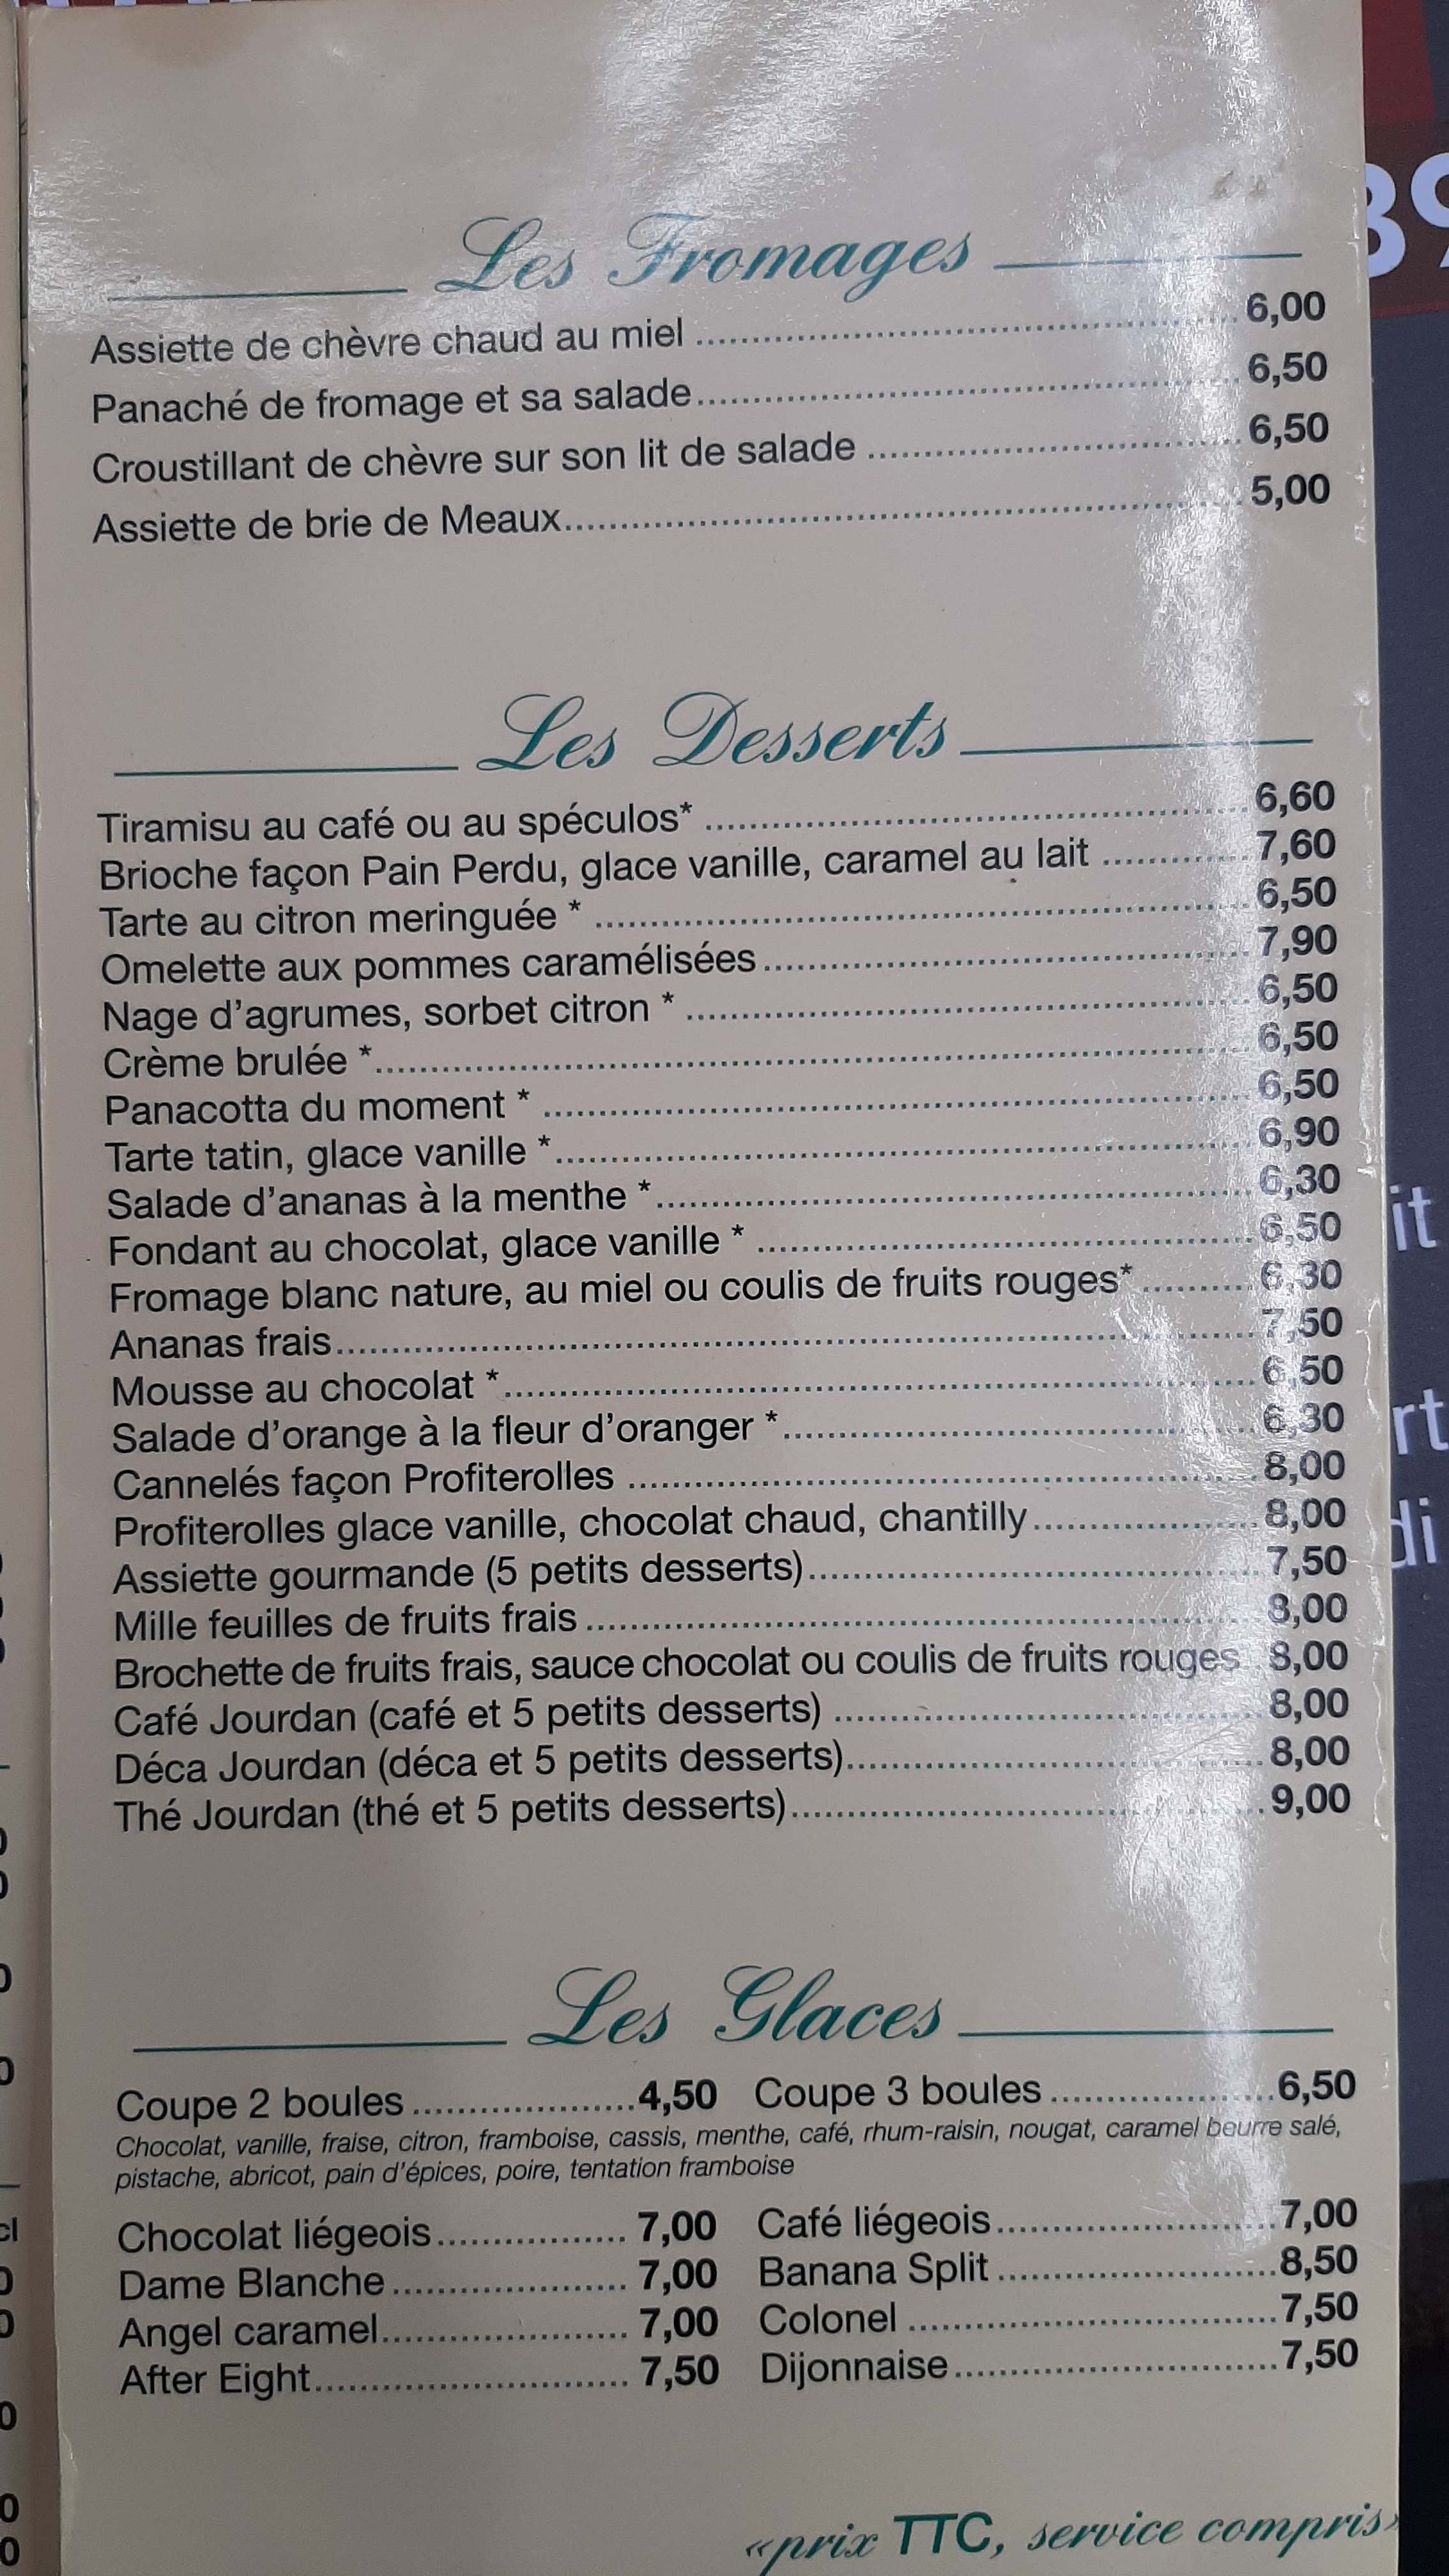 Les Fromages
Assiette de chèvre chaud au miel ........ 6,00
Panaché de fromage et sa salade ........ 6,50
Croustillant de chèvre sur son lit de salade ........ 6,50
Assiette de brie de Meaux ........ 5,00
Les Desserts
Tiramisu au café ou au spéculos* ........ 6,60
Brioche façon Pain Perdu, glace vanille, caramel au lait ........ 7,60
Tarte au citron meringuée * ........ 6,50
Omelette aux pommes caramélisées ........ 7,90
Nage d'agrumes, sorbet citron * ........ 6,50
Crème brulée * ........ 6,50
Panacotta du moment * ........ 6,50
Tarte tatin, glace vanille * ........ 6,90
Salade d'ananas à la menthe * ........ 6,30
Fondant au chocolat, glace vanille * ........ 6,50
Fromage blanc nature, au miel ou coulis de fruits rouges* ........ 6,30
Ananas frais ........ 7,50
Mousse au chocolat * ........ 6,50
Salade d'orange à la fleur d'oranger * ........ 6,30
Cannelés façon Profiterolles ........ 8,00
Profiterolles glace vanille, chocolat chaud, chantilly ........ 8,00
Assiette gourmande (5 petits desserts) ........ 7,50
Mille feuilles de fruits frais ........ 8,00
Brochette de fruits frais, sauce chocolat ou coulis de fruits rouges 8,00
Café Jourdan (café et 5 petits desserts) ........ 8,00
Déca Jourdan (déca et 5 petits desserts) ........ 8,00
Thé Jourdan (thé et 5 petits desserts) ........ 9,00
Les Glaces
Coupe 2 boules ........ 4,50 Coupe 3 boules ........ 6,50
Chocolat, vanille, fraise, citron, framboise, cassis, menthe, café, rhum-raisin, nougat, caramel beurre salé,
pistache, abricot, pain d'épices, poire, tentation framboise
Chocolat liégeois ........ 7,00 Café liégeois ........ 7,00
Dame Blanche ........ 7,00 Banana Split ........ 8,50
Angel caramel ........ 7,00 Colonel ........ 7,50
After Eight ........ 7,50 Dijonnaise ........ 7,50
«prix TTC, service compris»